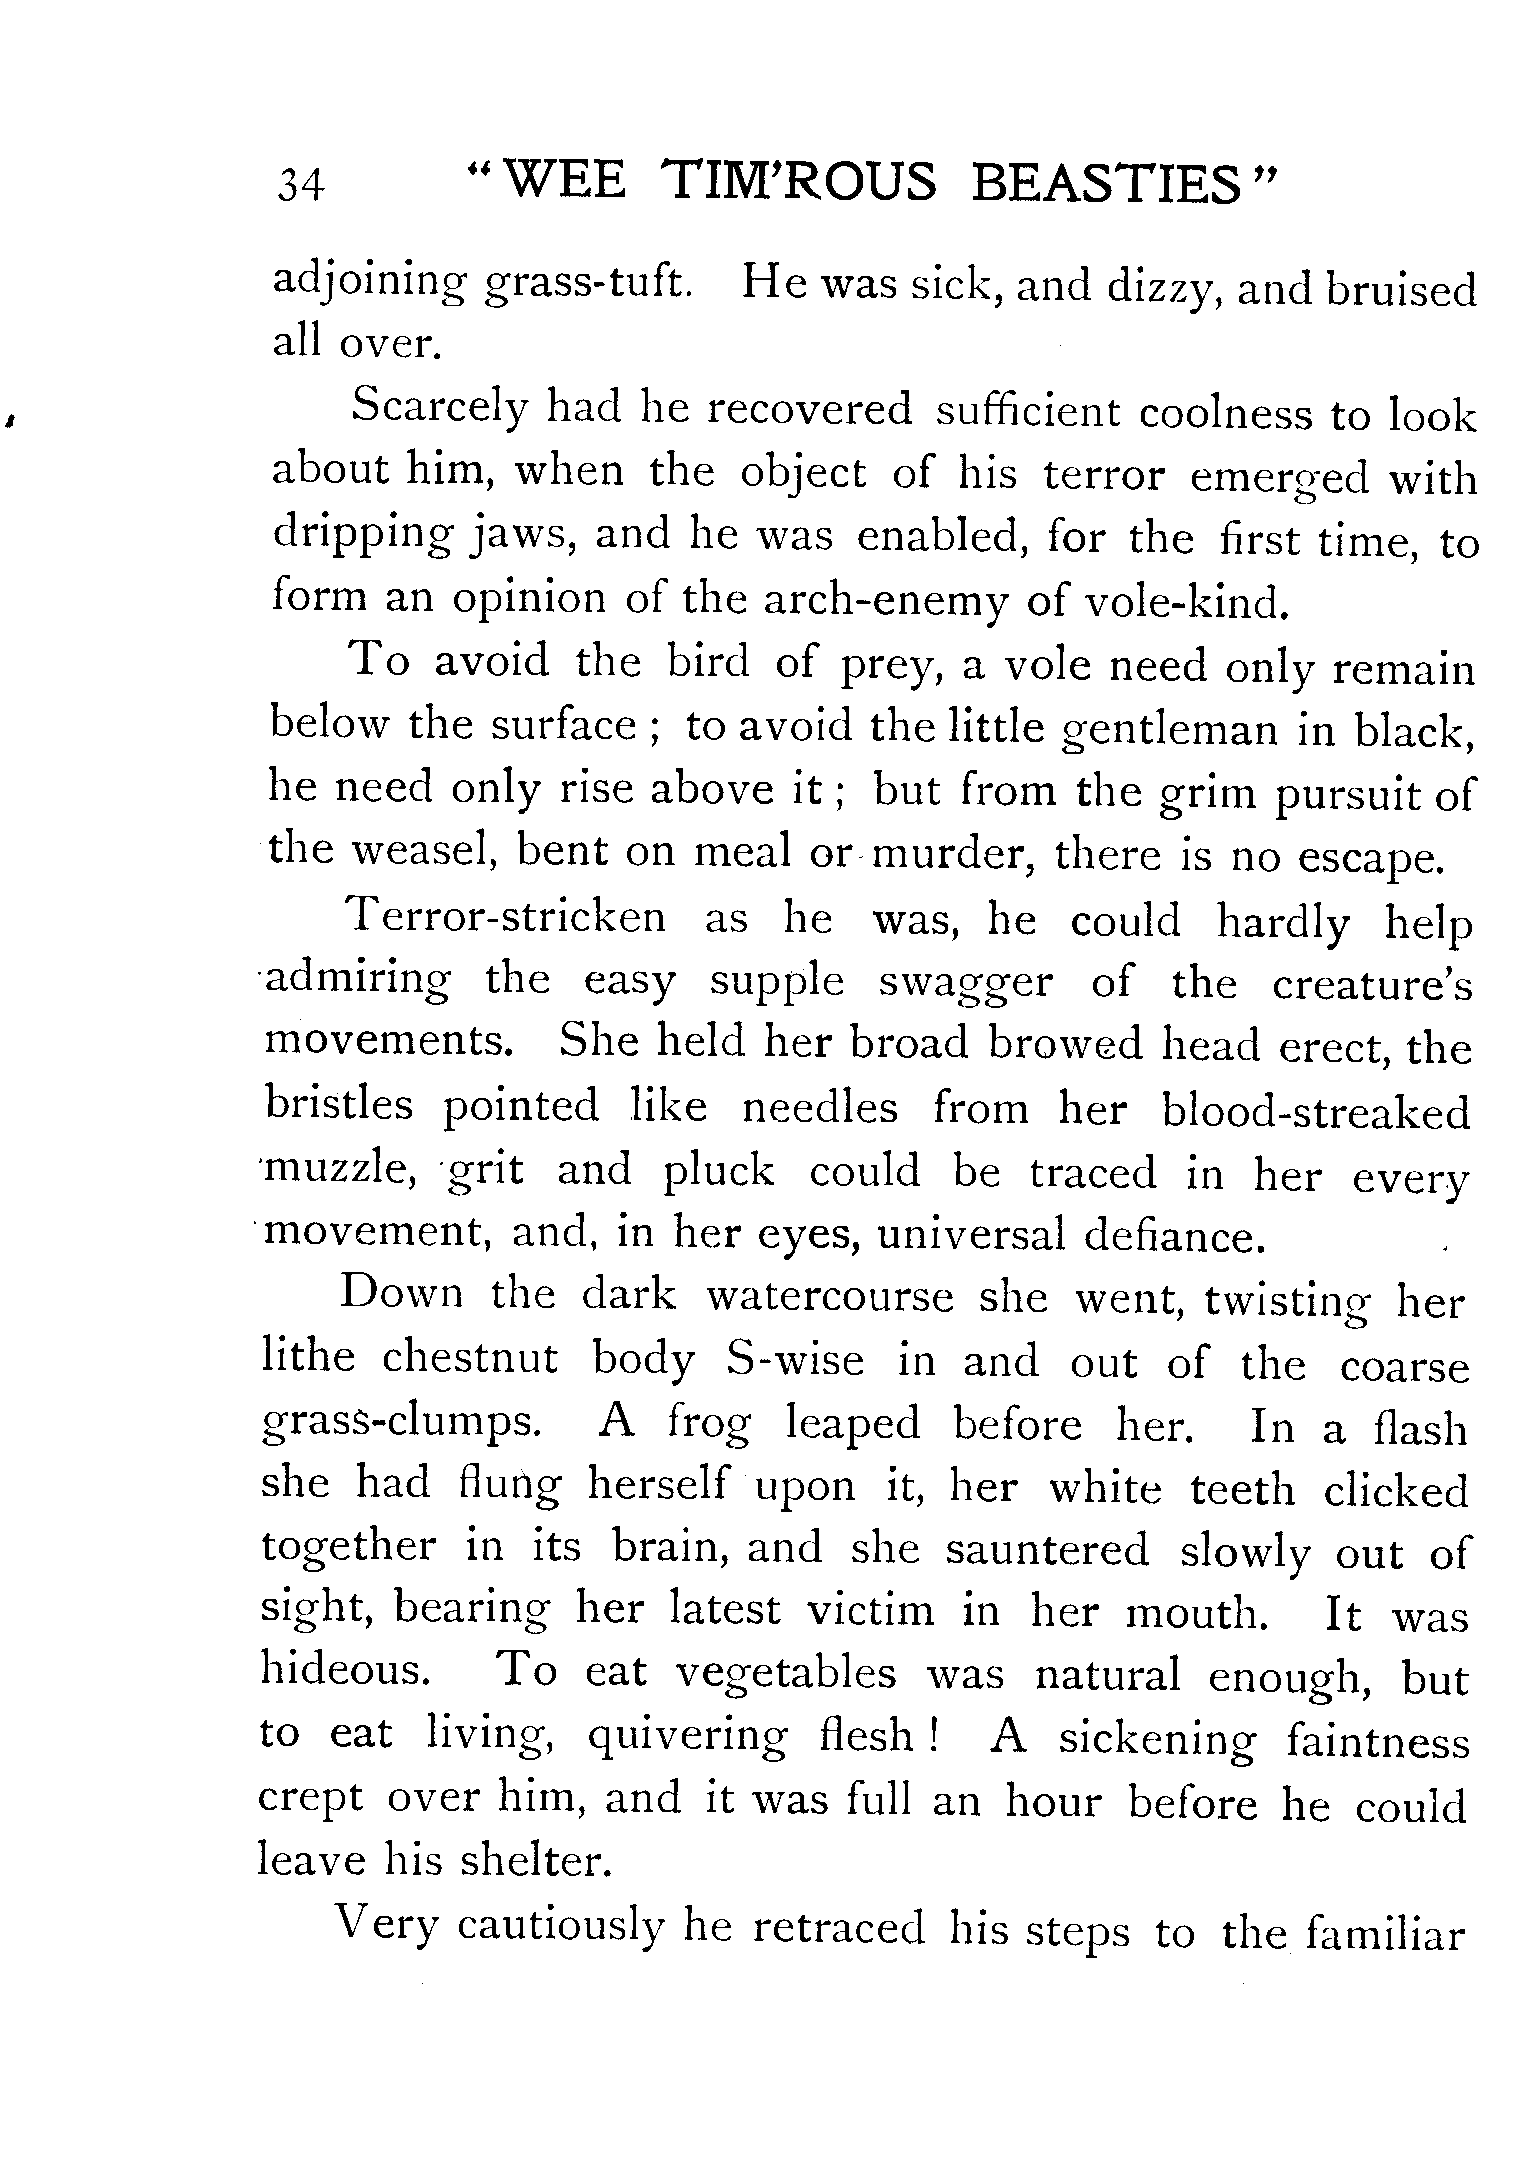 34 "WEE TIM'ROUS BEASTIES"
adjoining grass-tuft. He was sick, and dizzy, and bruised
all over.
Scarcely had he recovered sufficient coolness to look
about him, when the object of his terror emerged with
dripping jaws, and he was enabled, for the first time, to
form an opinion of the arch-enemy of vole-kind.
To avoid the bird of prey, a vole need only remain
below the surface ; to avoid the little gentleman in black,
he need only rise above it ; but from the grim pursuit of
the weasel, bent on meal or murder, there is no escape.
Terror-stricken as he was, he could hardly help
admiring the easy supple swagger of the creature's
movements. She held her broad browed head erect, the
bristles pointed like needles from her blood-streaked
muzzle, grit and pluck could be traced in her every
movement, and, in her eyes, universal defiance.
Down the dark watercourse she went, twisting her
lithe chestnut body S-wise in and out of the coarse
grass-clumps. A frog leaped before her. In a flash
she had flung herself upon it, her white teeth clicked
together in its brain, and she sauntered slowly out of
sight, bearing her latest victim in her mouth. It was
hideous. To eat vegetables was natural enough, but
to eat living, quivering flesh ! A sickening faintness
crept over him, and it was full an hour before he could
leave his shelter.
Very cautiously he retraced his steps to the familiar